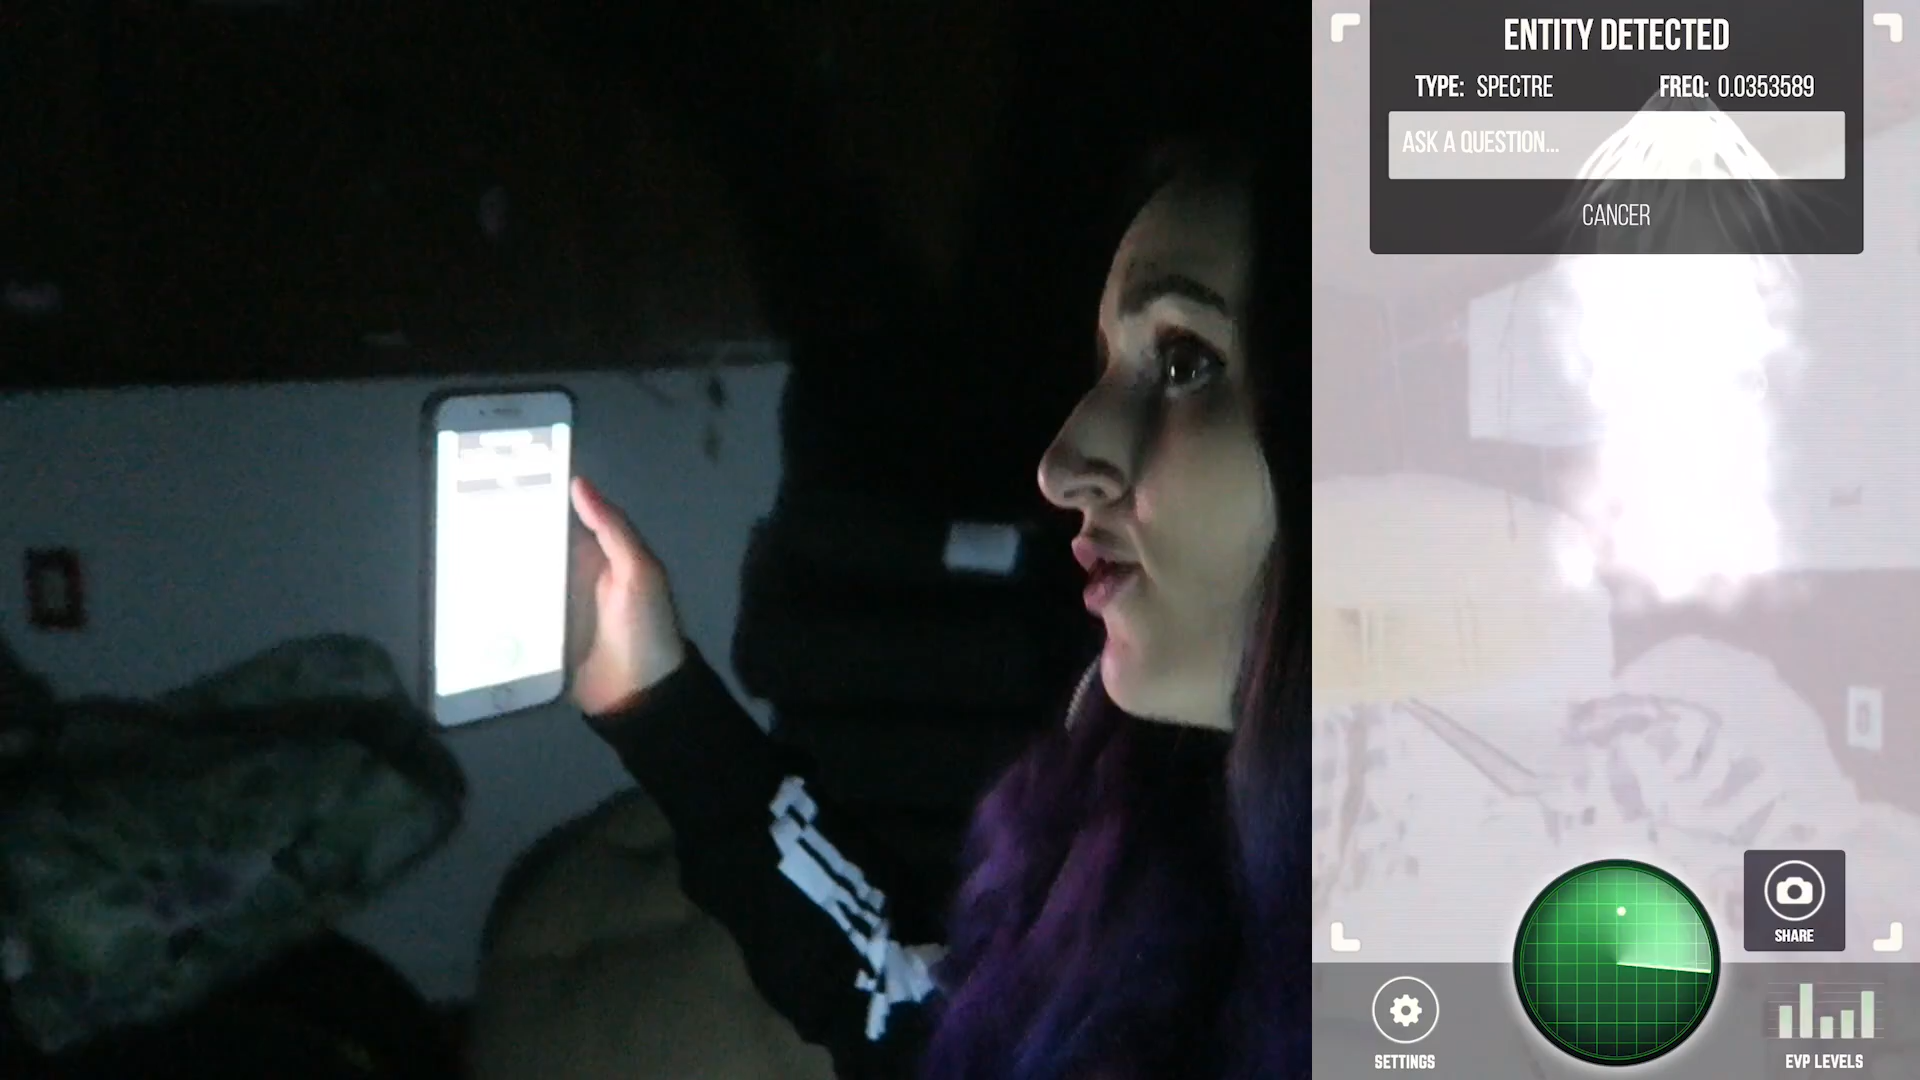 ENTITY DETECTED
TYPE: SPECTRE FREQ: 0.0353589
ASK A QUESTION...
CANCER
SHARE
SETTINGS
EVP LEVELS